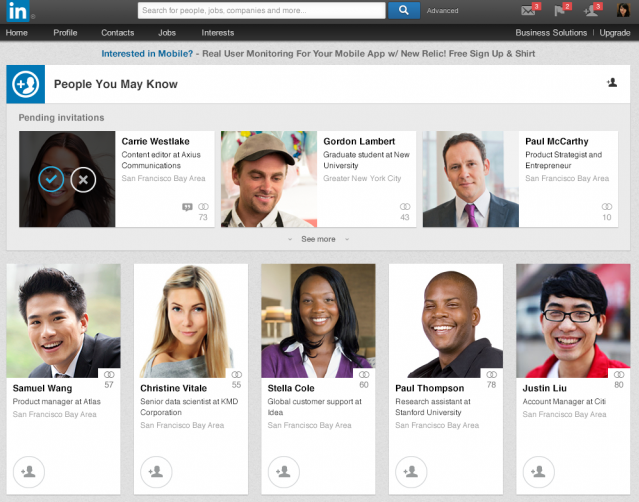 in
Search for people, jobs, companies and more...
Advanced
3
2
3
Home Profile Contacts Jobs Interests Business Solutions Upgrade
Interested in Mobile? - Real User Monitoring For Your Mobile App w/ New Relic! Free Sign Up & Shirt
People You May Know
Pending invitations
Carrie Westlake
Content editor at Axius
Communications
San Francisco Bay Area
73
Gordon Lambert
Graduate student at New
University
Greater New York City
43
Paul McCarthy
Product Strategist and
Entrepreneur
San Francisco Bay Area
10
See more
57
Samuel Wang
Product manager at Atlas
San Francisco Bay Area
55
Christine Vitale
Senior data scientist at KMD
Corporation
San Francisco Bay Area
60
Stella Cole
Global customer support at
Idea
San Francisco Bay Area
78
Paul Thompson
Research assistant at
Stanford University
San Francisco Bay Area
80
Justin Liu
Account Manager at Citi
San Francisco Bay Area